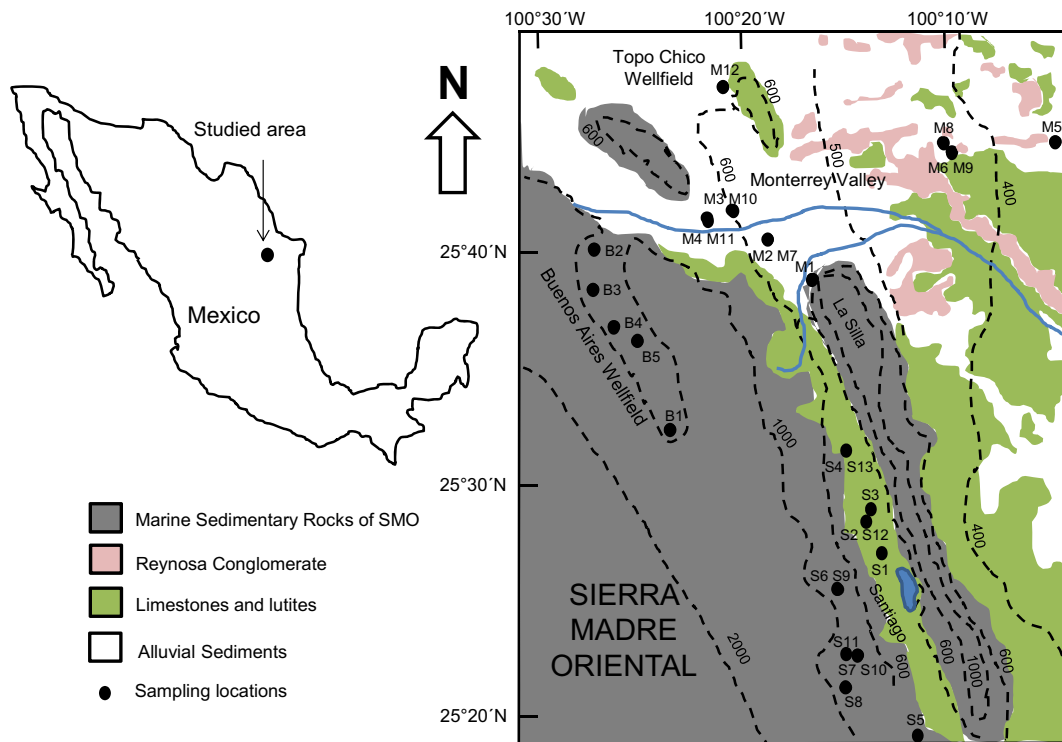 100°30´W
100°20´W
100°10´W
Topo Chico
Wellfield
M12
600
N
Studied area
600
600
500
M8
M5
M6 M9
Monterrey Valley
400
M3 M10
M4 M11
M2 M7
M1
25°40´N
B2
B3
B4
B5
B1
Buenos Aires Wellfield
La Silla
Mexico
1000
S4 S13
25°30´N
S3
S2 S12
S1
400
Marine Sedimentary Rocks of SMO
Reynosa Conglomerate
Limestones and lutites
Alluvial Sediments
Sampling locations
S6 S9
Santiago
SIERRA
MADRE
ORIENTAL
2000
S11
S7 S10
S8
600
600
1000
600
S5
25°20´N